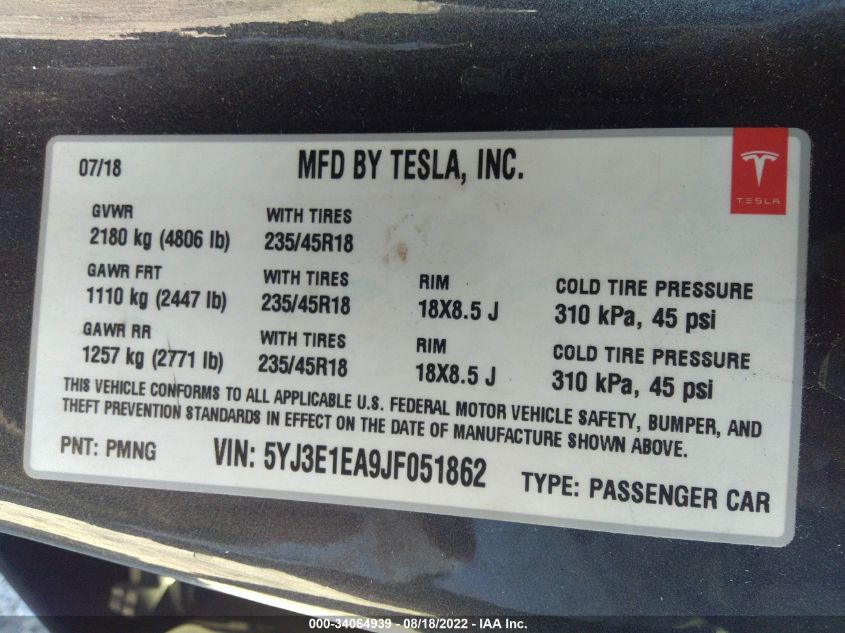 07/18 MFD BY TESLA, INC.
TESLA
GVWR WITH TIRES
2180 kg (4806 lb) 235/45R18
GAWR FRT WITH TIRES RIM COLD TIRE PRESSURE
1110 kg (2447 lb) 235/45R18 18X8.5 J 310 kPa, 45 psi
GAWR RR WITH TIRES RIM COLD TIRE PRESSURE
1257 kg (2771 lb) 235/45R18 18X8.5 J 310 kPa, 45 psi
THIS VEHICLE CONFORMS TO ALL APPLICABLE U.S. FEDERAL MOTOR VEHICLE SAFETY, BUMPER, AND
THEFT PREVENTION STANDARDS IN EFFECT ON THE DATE OF MANUFACTURE SHOWN ABOVE.
PNT: PMNG VIN: 5YJ3E1EA9JF051862 TYPE: PASSENGER CAR
000-34064939 - 08/18/2022 - IAA Inc.